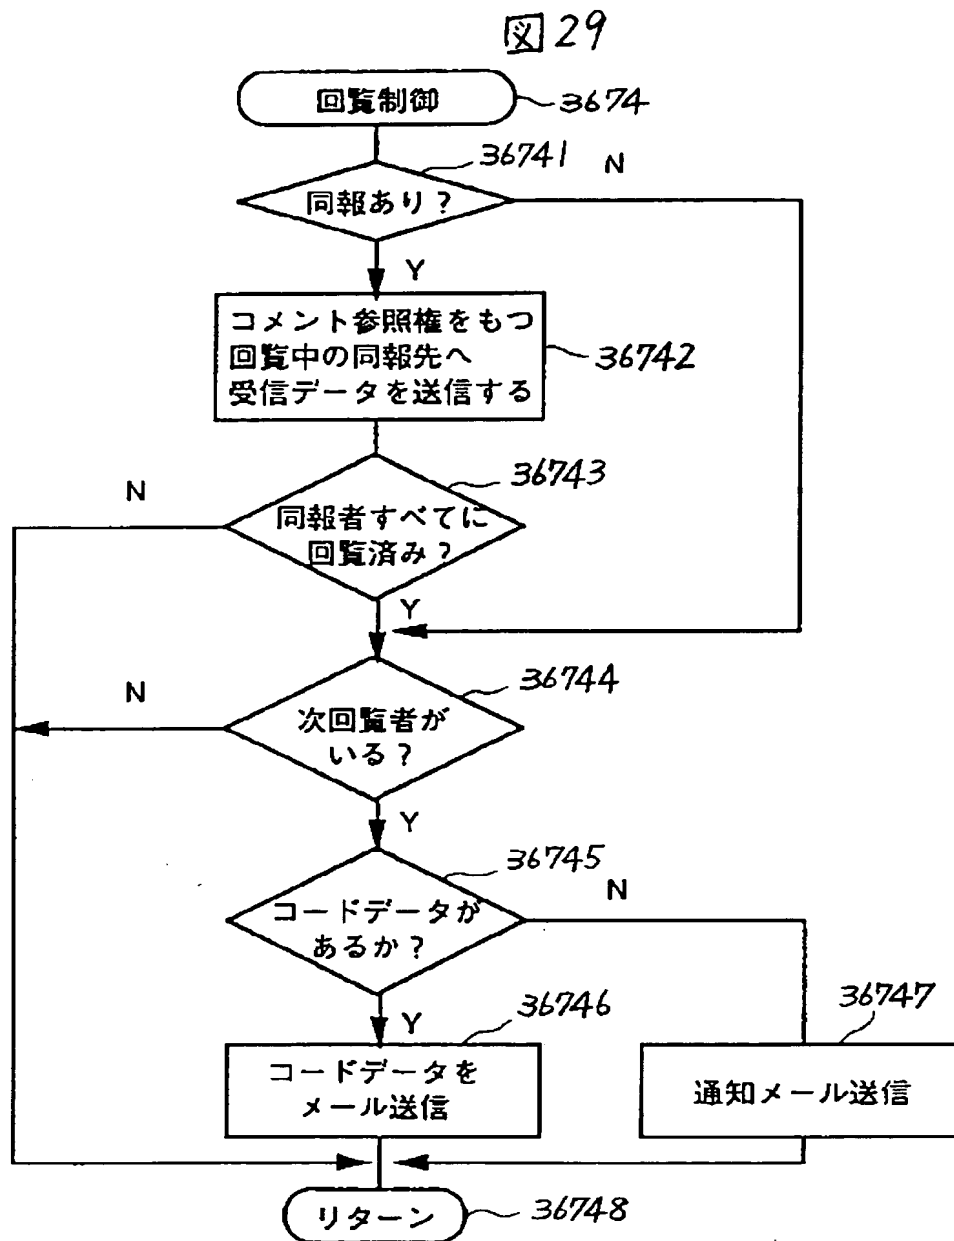 図29
回覧制御
3674
36741
N
同報あり?
Y
コメント参照権をもつ
回覧中の同報先へ
受信データを送信する
36742
36743
N
同報者すべてに
回覧済み?
Y
36744
N
次回覧者が
いる?
Y
36745
N
コードデータが
あるか?
Y
36746
36747
コードデータを
メール送信
通知メール送信
リターン
36748